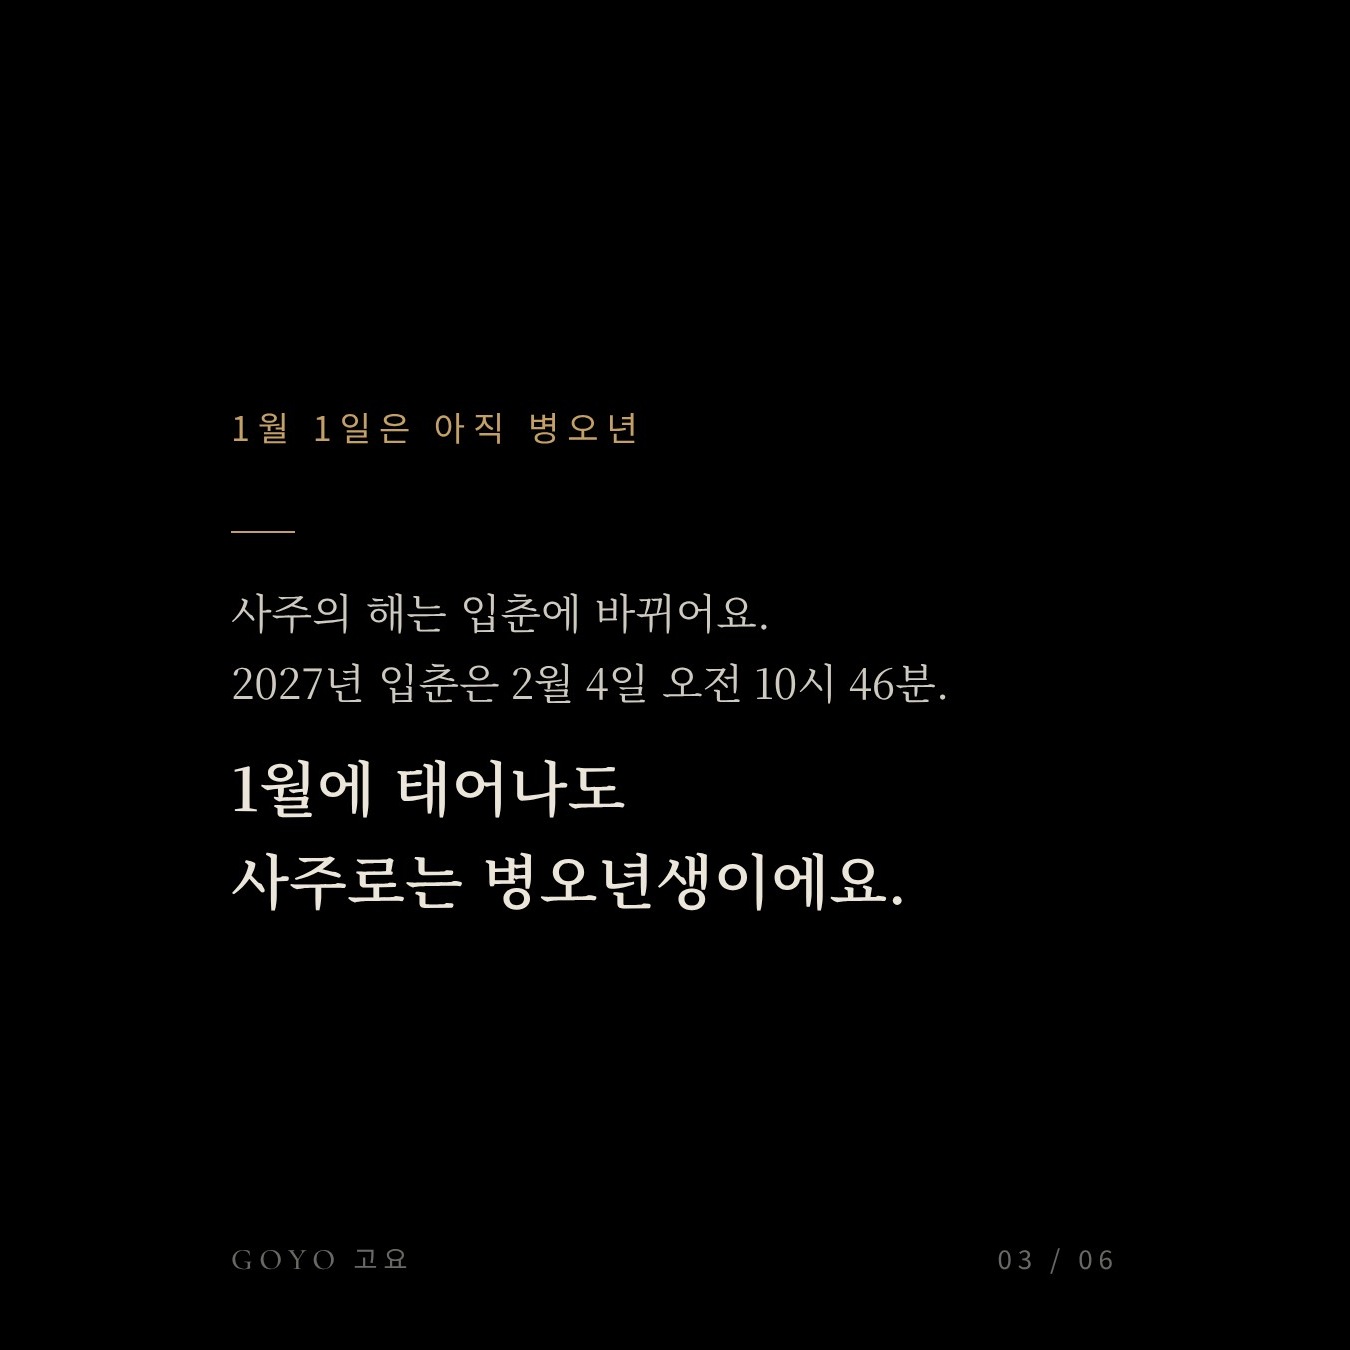 1월 1일은 아직 병오년
사주의 해는 입춘에 바뀌어요.
2027년 입춘은 2월 4일 오전 10시 46분.
1월에 태어나도
사주로는 병오년생이에요.
GOYO 고요
03 / 06